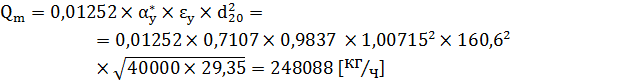 Qₘ = 0,01252 × α*ᵧ × εᵧ × d²₂₀ =
= 0,01252 × 0,7107 × 0,9837 × 1,00715² × 160,6²
× √(40000 × 29,35) = 248088 [КГ/ч]